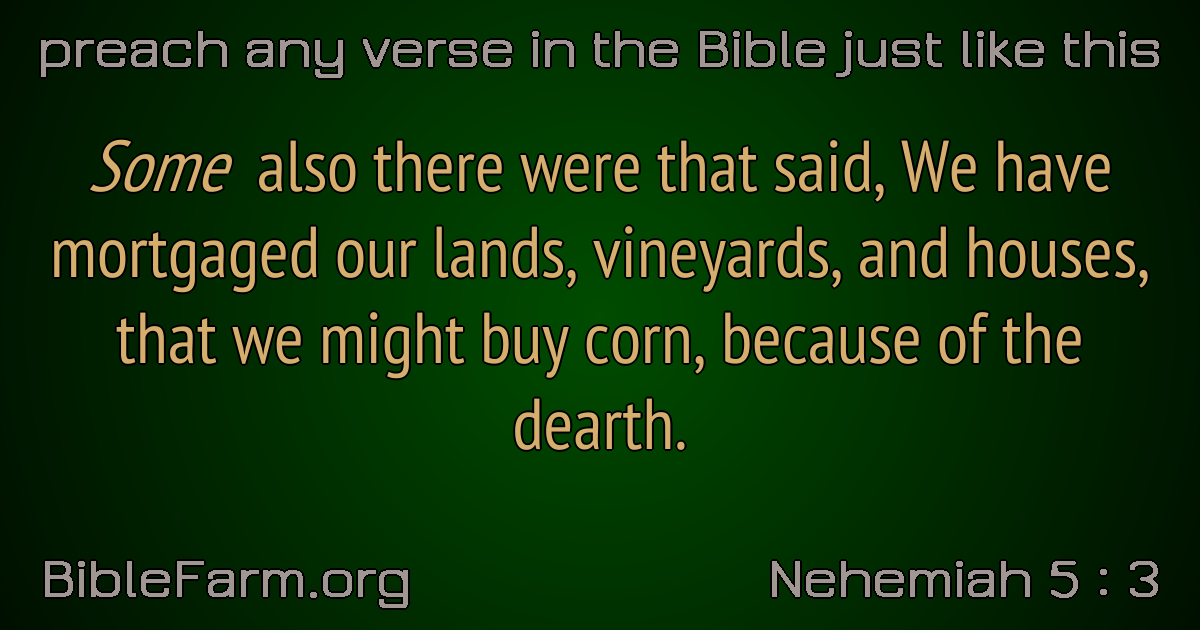 preach any verse in the Bible just like this
Some also there were that said, We have
mortgaged our lands, vineyards, and houses,
that we might buy corn, because of the
dearth.
BibleFarm.org
Nehemiah 5 : 3